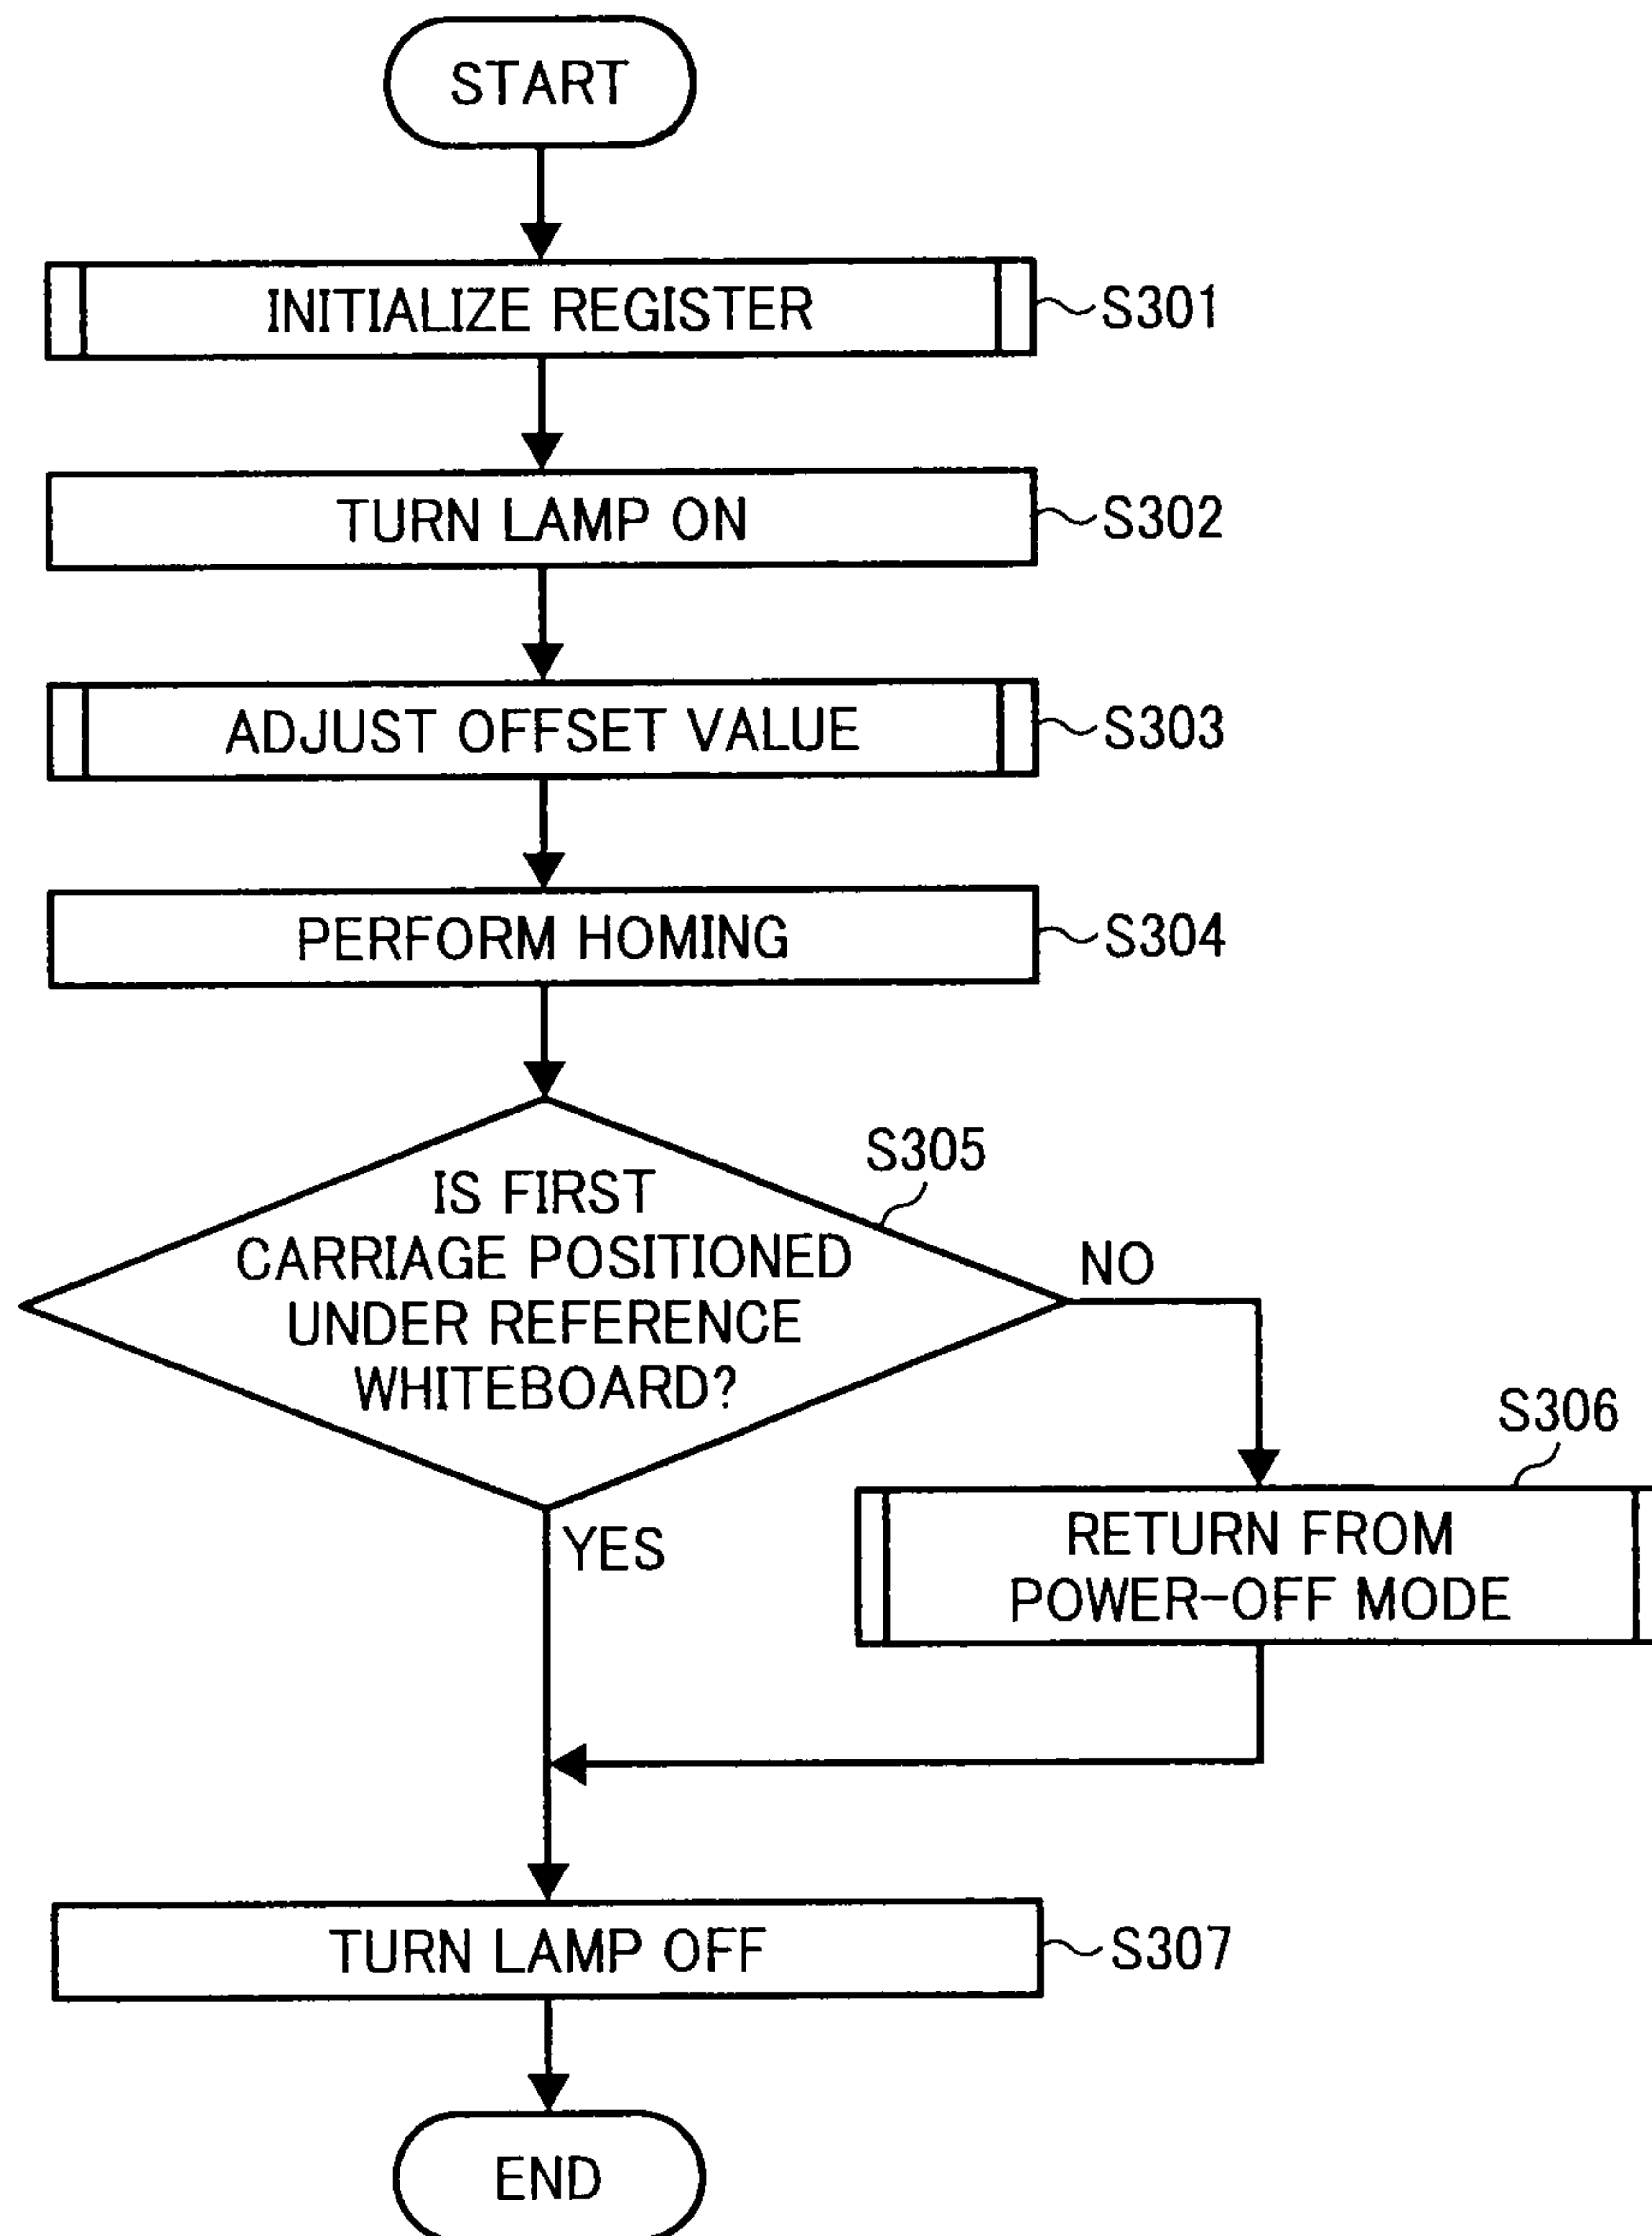 START
INITIALIZE REGISTER
S301
TURN LAMP ON
S302
ADJUST OFFSET VALUE
S303
PERFORM HOMING
S304
S305
IS FIRST
CARRIAGE POSITIONED
UNDER REFERENCE
WHITEBOARD?
NO
YES
S306
RETURN FROM
POWER-OFF MODE
TURN LAMP OFF
S307
END